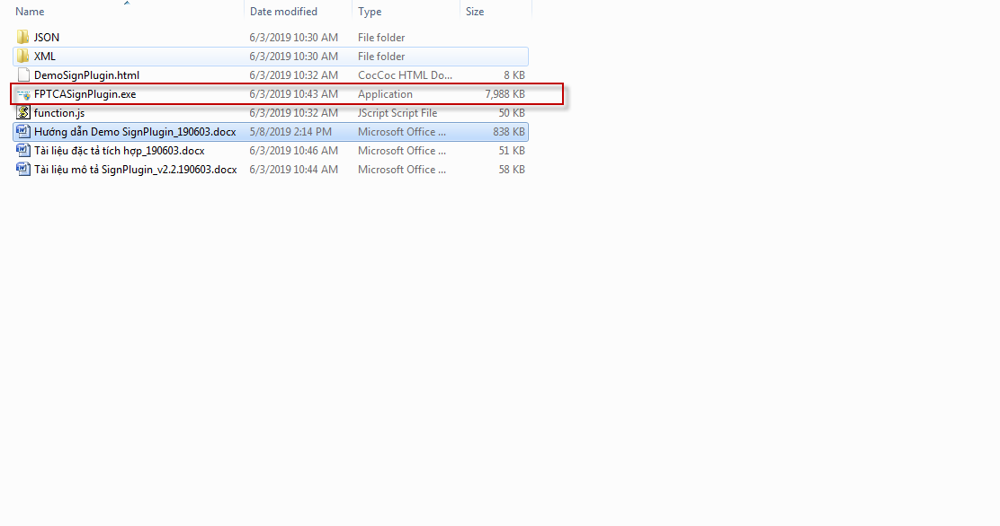 Name Date modified Type Size
JSON 6/3/2019 10:30 AM File folder
XML 6/3/2019 10:30 AM File folder
DemoSignPlugin.html 6/3/2019 10:32 AM CocCoc HTML Do... 8 KB
FPTCASignPlugin.exe 6/3/2019 10:43 AM Application 7,988 KB
function.js 6/3/2019 10:32 AM JScript Script File 50 KB
Hướng dẫn Demo SignPlugin_190603.docx 5/8/2019 2:14 PM Microsoft Office ... 838 KB
Tài liệu đặc tả tích hợp_190603.docx 6/3/2019 10:46 AM Microsoft Office ... 51 KB
Tài liệu mô tả SignPlugin_v2.2.190603.docx 6/3/2019 10:44 AM Microsoft Office ... 58 KB